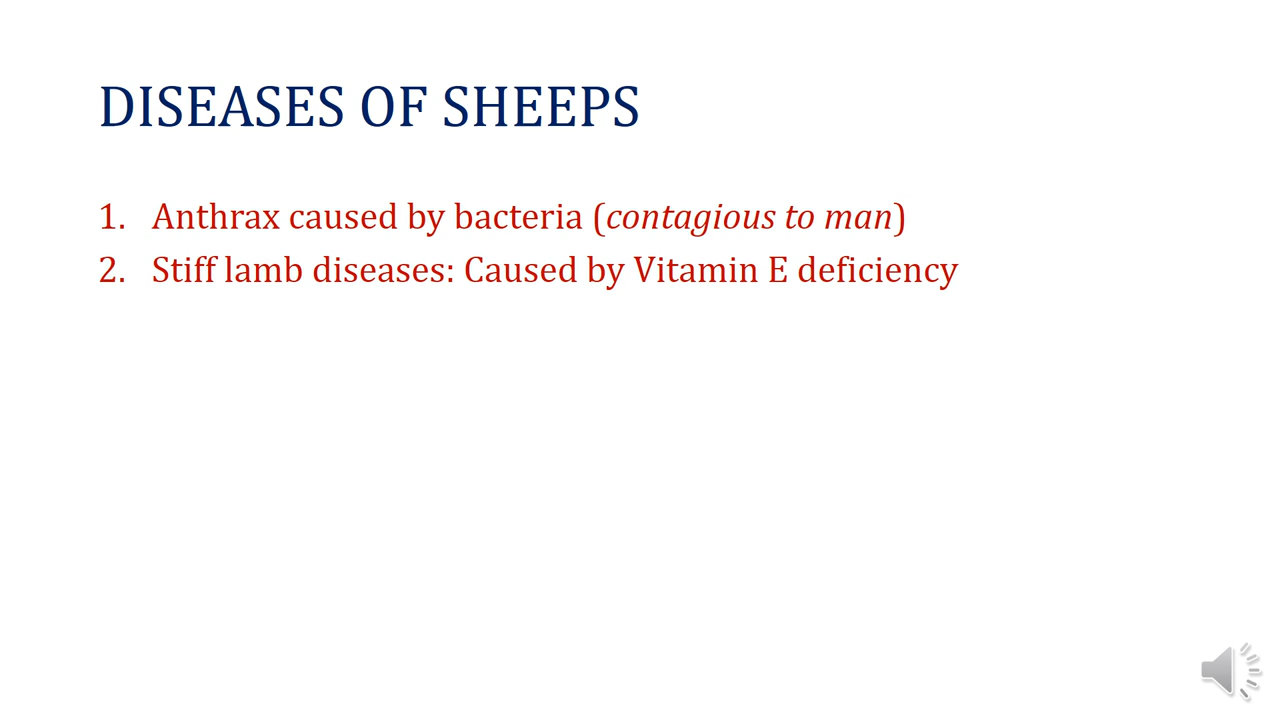 DISEASES OF SHEEPS
1. Anthrax caused by bacteria (contagious to man)
2. Stiff lamb diseases: Caused by Vitamin E deficiency